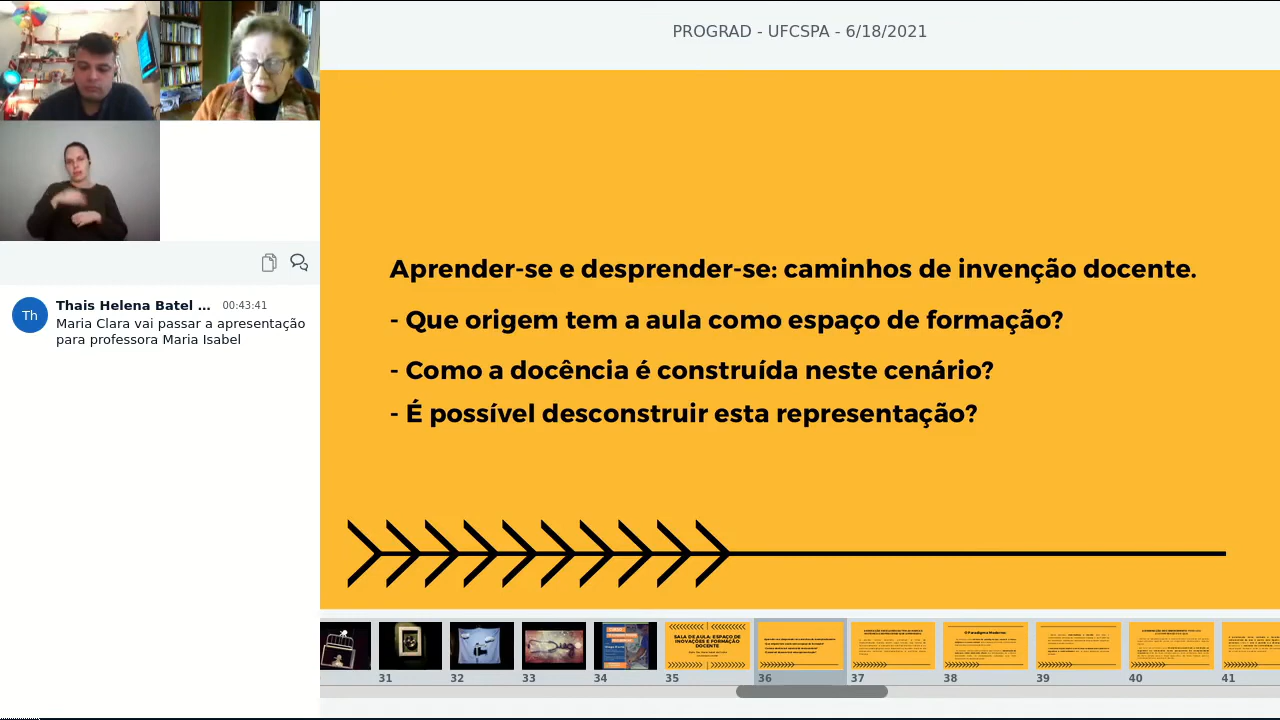 PROGRAD - UFCSPA - 6/18/2021
Th
Thais Helena Batel ...
00:43:41
Maria Clara vai passar a apresentação
para professora Maria Isabel
Aprender-se e desprender-se: caminhos de invenção docente.
- Que origem tem a aula como espaço de formação?
- Como a docência é construída neste cenário?
- É possível desconstruir esta representação?
SALA DE AULA: ESPAÇO DE
INOVAÇÕES E FORMAÇÃO
DOCENTE
O Paradigma Moderno:
31
32
33
34
35
36
37
38
39
40
41